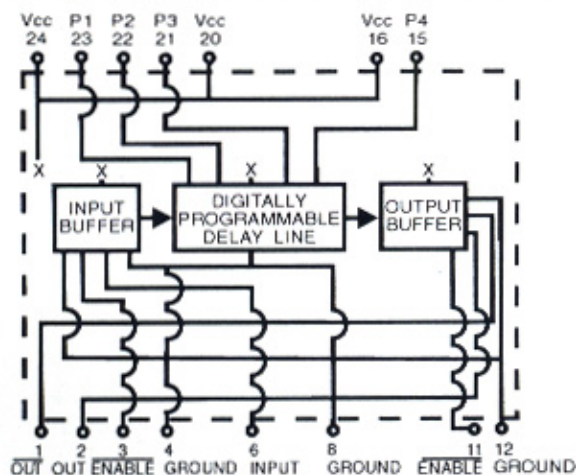 Vcc P1 P2 P3 Vcc Vcc P4
24 23 22 21 20 16 15
X X X X
INPUT BUFFER
DIGITALLY PROGRAMMABLE DELAY LINE
OUTPUT BUFFER
1 2 3 4 6 8 11 12
OUT OUT ENABLE GROUND INPUT GROUND ENABLE GROUND